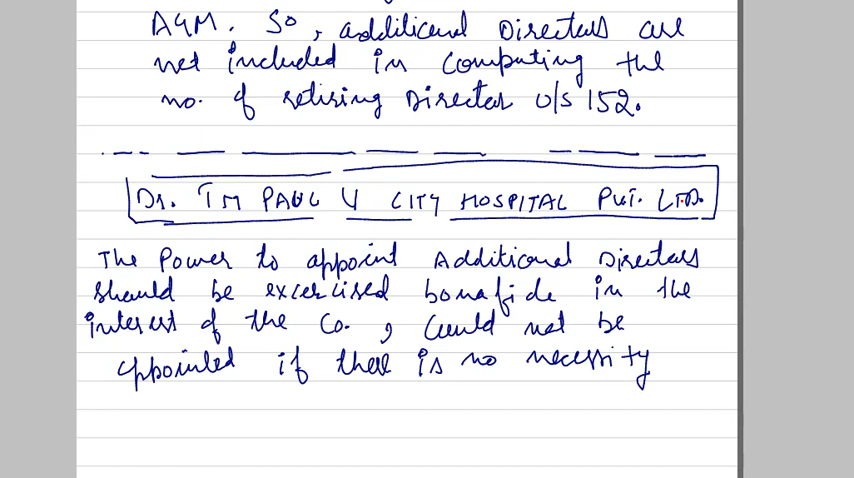 AGM. So, additional Directors are
not included in computing the
no. of retiring Director u/s 152.
Dr. TM PAUL V CITY HOSPITAL PVT. LTD.
The Power to appoint Additional Directors
should be excercised bonafide in the
interest of the Co., could not be
appointed if there is no necessity